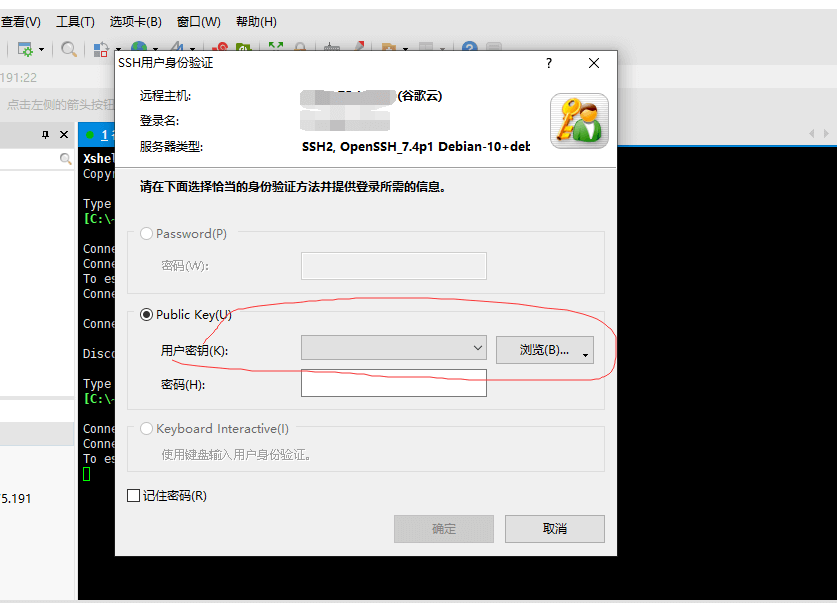 查看(V) 工具(T) 选项卡(B) 窗口(W) 帮助(H)
191:22
点击左侧的箭头按钮
1
Xshel
Copyr
Type
[C:\~
Conne
Conne
To es
Conne
Conne
Disco
Type
[C:\~
Conne
Conne
To es
5.191
SSH用户身份验证
远程主机: (谷歌云)
登录名:
服务器类型: SSH2, OpenSSH_7.4p1 Debian-10+deb
请在下面选择恰当的身份验证方法并提供登录所需的信息。
Password(P)
密码(W):
Public Key(U)
用户密钥(K): 浏览(B)...
密码(H):
Keyboard Interactive(I)
使用键盘输入用户身份验证。
记住密码(R)
确定 取消